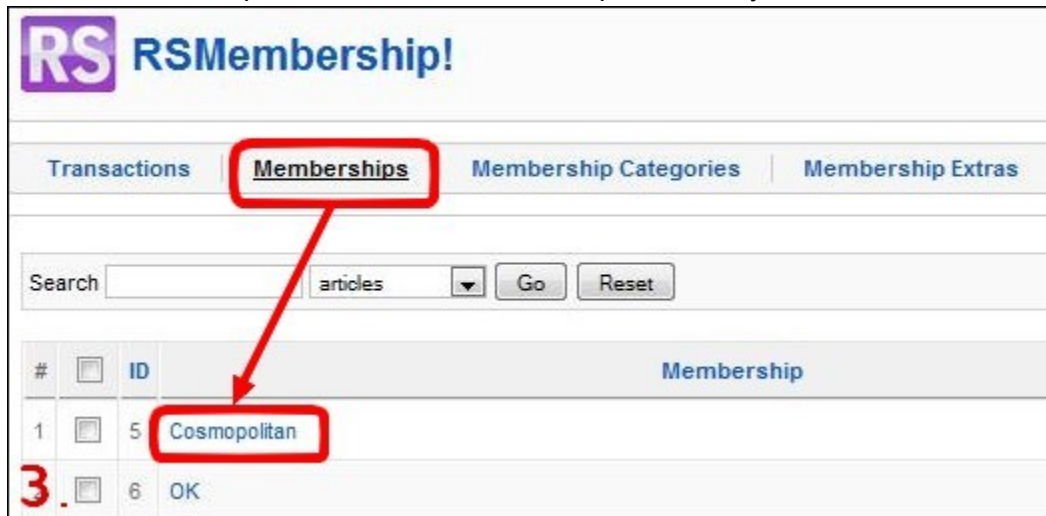 RS RSMembership!
Transactions Memberships Membership Categories Membership Extras
Search articles Go Reset
# ID Membership
1 5 Cosmopolitan
3. 6 OK